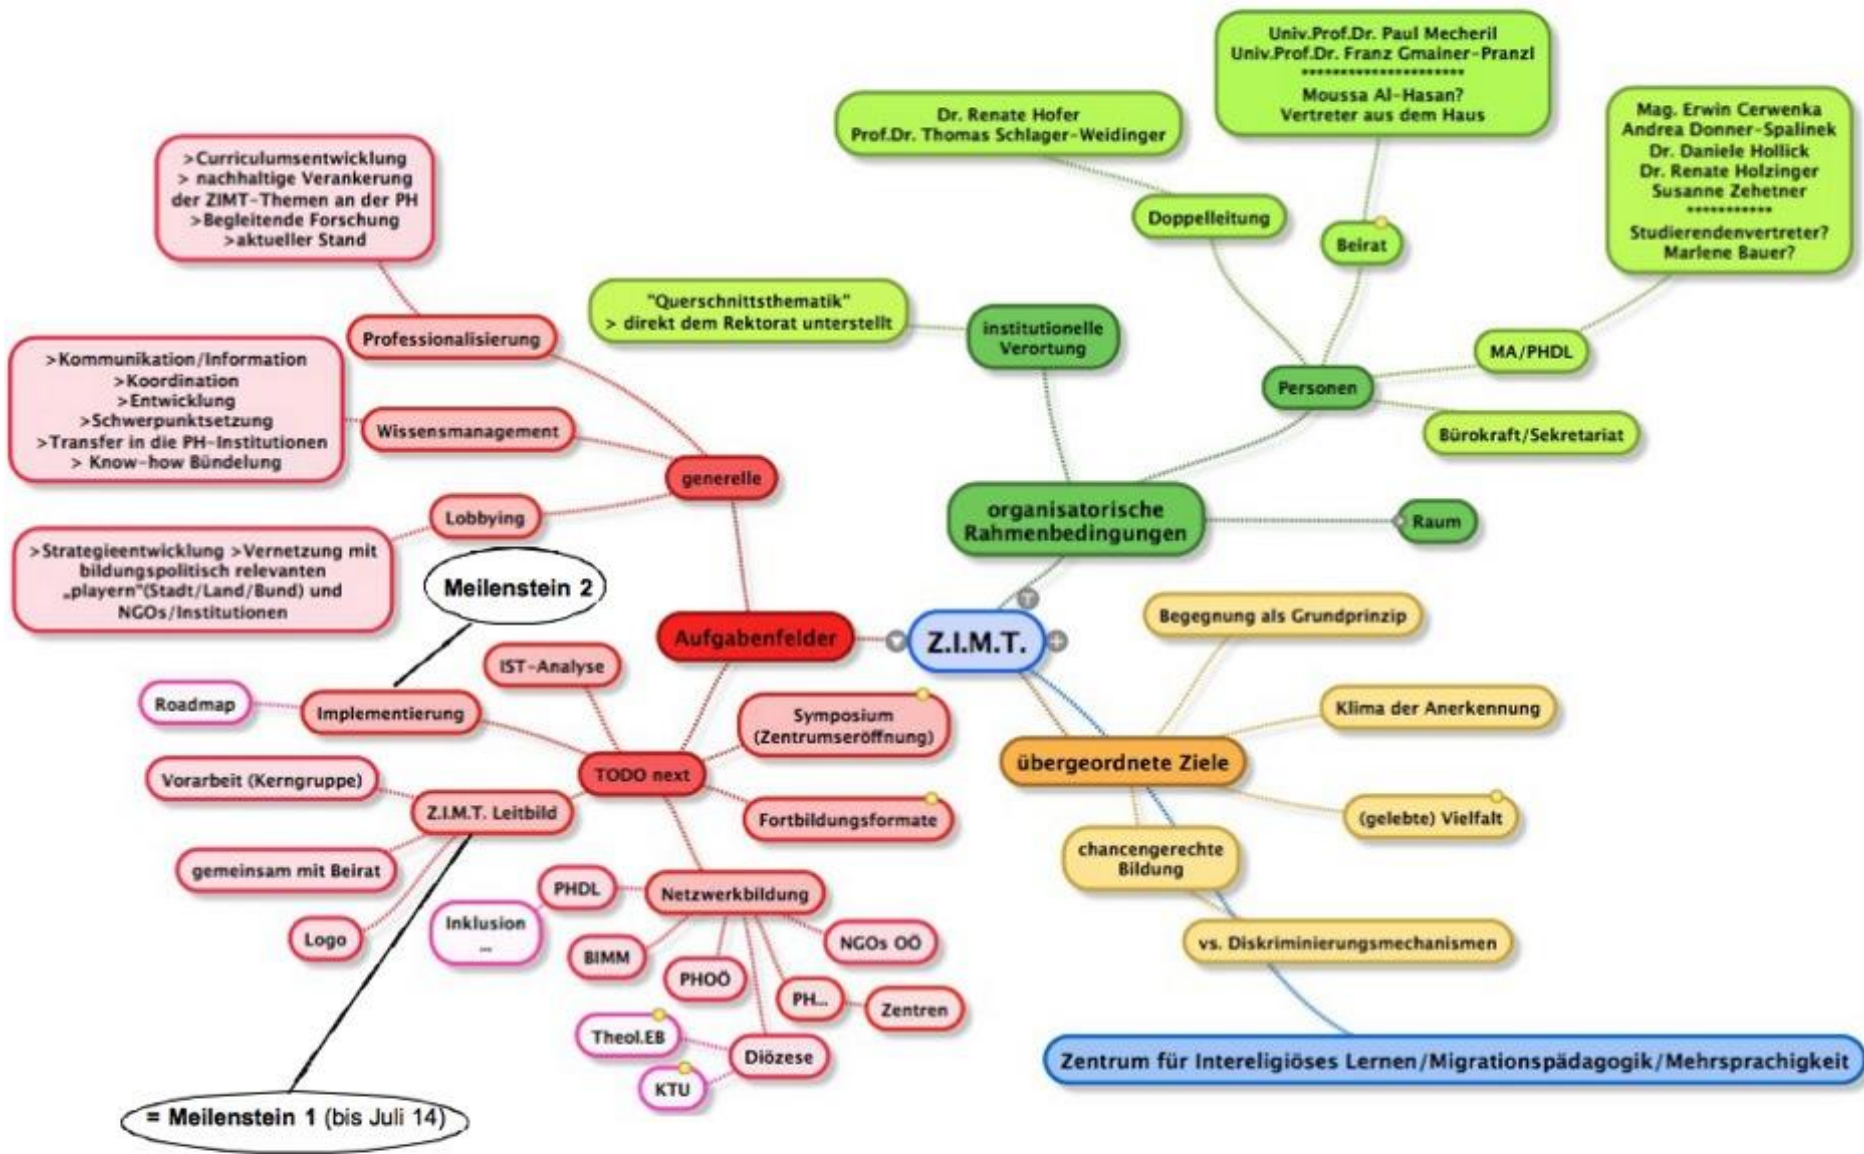 Univ.Prof.Dr. Paul Mecheril
Univ.Prof.Dr. Franz Gmainer-Pranzl
*********************
Moussa Al-Hasan?
Vertreter aus dem Haus
Dr. Renate Hofer
Prof.Dr. Thomas Schlager-Weidinger
Mag. Erwin Cerwenka
Andrea Donner-Spalinek
Dr. Daniele Hollick
Dr. Renate Holzinger
Susanne Zehetner
***********
Studierendenvertreter?
Marlene Bauer?
Doppelleitung
Beirat
MA/PHDL
Personen
Bürokraft/Sekretariat
"Querschnittsthematik"
> direkt dem Rektorat unterstellt
institutionelle
Verortung
organisatorische
Rahmenbedingungen
Raum
>Curriculumsentwicklung
> nachhaltige Verankerung
der ZIMT-Themen an der PH
>Begleitende Forschung
>aktueller Stand
Professionalisierung
>Kommunikation/Information
>Koordination
>Entwicklung
>Schwerpunktsetzung
>Transfer in die PH-Institutionen
> Know-how Bündelung
Wissensmanagement
generelle
Lobbying
>Strategieentwicklung >Vernetzung mit
bildungspolitisch relevanten
„playern"(Stadt/Land/Bund) und
NGOs/Institutionen
Meilenstein 2
Aufgabenfelder
Z.I.M.T.
IST-Analyse
Roadmap
Implementierung
Symposium
(Zentrumseröffnung)
TODO next
Vorarbeit (Kerngruppe)
Z.I.M.T. Leitbild
Fortbildungsformate
gemeinsam mit Beirat
Logo
Netzwerkbildung
PHDL
Inklusion
...
BIMM
PHOÖ
NGOs OÖ
PH...
Zentren
Theol.EB
Diözese
KTU
= Meilenstein 1 (bis Juli 14)
Begegnung als Grundprinzip
Klima der Anerkennung
übergeordnete Ziele
(gelebte) Vielfalt
chancengerechte
Bildung
vs. Diskriminierungsmechanismen
Zentrum für Intereligiöses Lernen/Migrationspädagogik/Mehrsprachigkeit